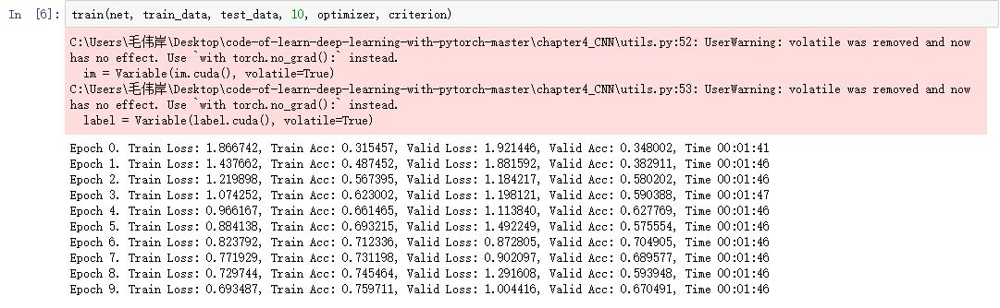 In [6]: train(net, train_data, test_data, 10, optimizer, criterion)
C:\Users\毛伟岸\Desktop\code-of-learn-deep-learning-with-pytorch-master\chapter4_CNN\utils.py:52: UserWarning: volatile was removed and now
has no effect. Use `with torch.no_grad():` instead.
im = Variable(im.cuda(), volatile=True)
C:\Users\毛伟岸\Desktop\code-of-learn-deep-learning-with-pytorch-master\chapter4_CNN\utils.py:53: UserWarning: volatile was removed and now
has no effect. Use `with torch.no_grad():` instead.
label = Variable(label.cuda(), volatile=True)
Epoch 0. Train Loss: 1.866742, Train Acc: 0.315457, Valid Loss: 1.921446, Valid Acc: 0.348002, Time 00:01:41
Epoch 1. Train Loss: 1.437662, Train Acc: 0.487452, Valid Loss: 1.881592, Valid Acc: 0.382911, Time 00:01:46
Epoch 2. Train Loss: 1.219898, Train Acc: 0.567395, Valid Loss: 1.184217, Valid Acc: 0.580202, Time 00:01:46
Epoch 3. Train Loss: 1.074252, Train Acc: 0.623002, Valid Loss: 1.198121, Valid Acc: 0.590388, Time 00:01:47
Epoch 4. Train Loss: 0.966167, Train Acc: 0.661465, Valid Loss: 1.113840, Valid Acc: 0.627769, Time 00:01:46
Epoch 5. Train Loss: 0.884138, Train Acc: 0.693215, Valid Loss: 1.492249, Valid Acc: 0.575554, Time 00:01:46
Epoch 6. Train Loss: 0.823792, Train Acc: 0.712336, Valid Loss: 0.872805, Valid Acc: 0.704905, Time 00:01:46
Epoch 7. Train Loss: 0.771929, Train Acc: 0.731198, Valid Loss: 0.902097, Valid Acc: 0.689577, Time 00:01:46
Epoch 8. Train Loss: 0.729744, Train Acc: 0.745464, Valid Loss: 1.291608, Valid Acc: 0.593948, Time 00:01:46
Epoch 9. Train Loss: 0.693487, Train Acc: 0.759711, Valid Loss: 1.004416, Valid Acc: 0.670491, Time 00:01:46